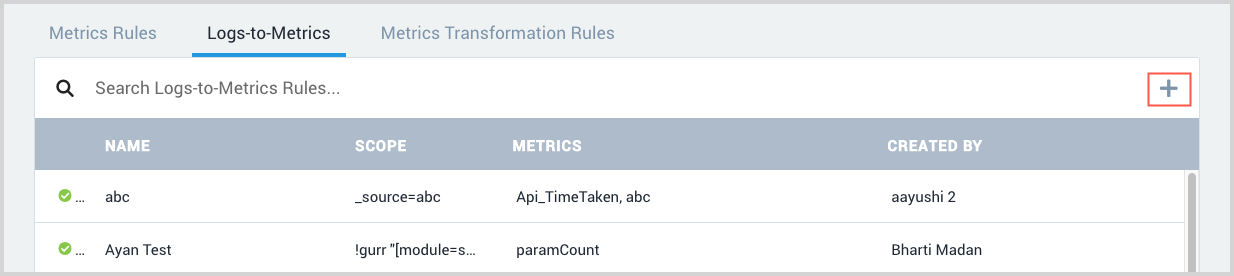 Metrics Rules Logs-to-Metrics Metrics Transformation Rules
Search Logs-to-Metrics Rules...
NAME SCOPE METRICS CREATED BY
... abc _source=abc Api_TimeTaken, abc aayushi 2
... Ayan Test !gurr "[module=s... paramCount Bharti Madan